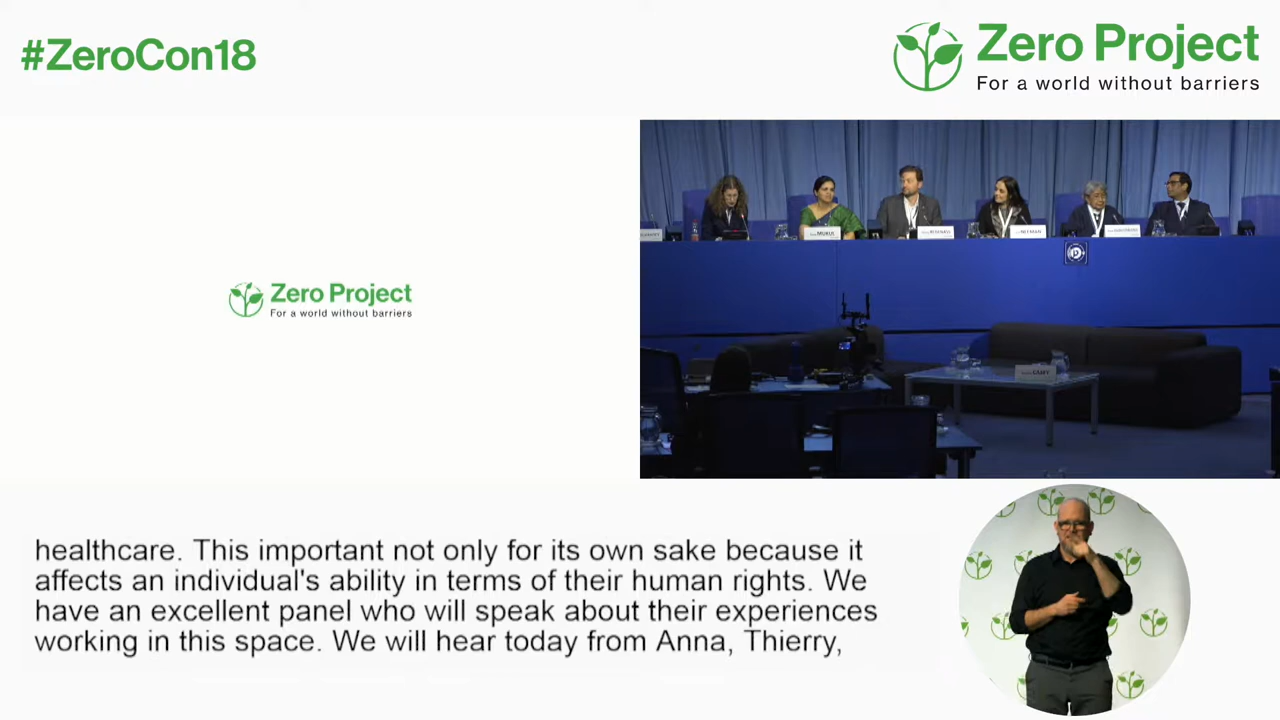 #ZeroCon18
Zero Project
For a world without barriers
Zero Project
For a world without barriers
healthcare. This important not only for its own sake because it
affects an individual's ability in terms of their human rights. We
have an excellent panel who will speak about their experiences
working in this space. We will hear today from Anna, Thierry,